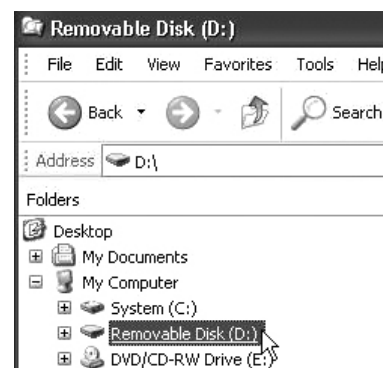 Removable Disk (D:)
File Edit View Favorites Tools Help
Back Search
Address D:\
Folders
Desktop
My Documents
My Computer
System (C:)
Removable Disk (D:)
DVD/CD-RW Drive (E:)